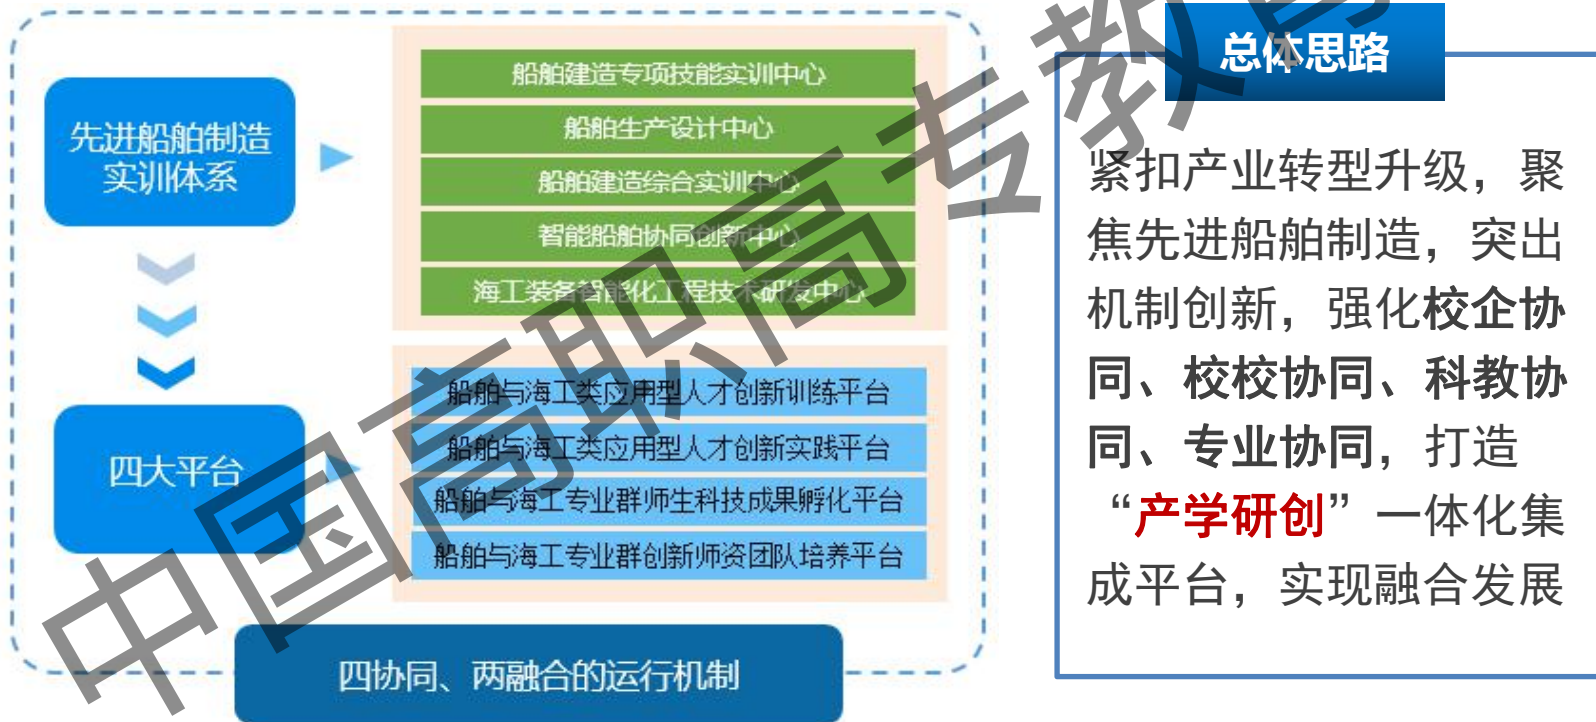 先进船舶制造
实训体系
船舶建造专项技能实训中心
船舶生产设计中心
船舶建造综合实训中心
智能船舶协同创新中心
海工装备智能化工程技术研发中心
四大平台
船舶与海工类应用型人才创新训练平台
船舶与海工类应用型人才创新实践平台
船舶与海工专业群师生科技成果孵化平台
船舶与海工专业群创新师资团队培养平台
四协同、两融合的运行机制
总体思路
紧扣产业转型升级，聚
焦先进船舶制造，突出
机制创新，强化校企协
同、校校协同、科教协
同、专业协同，打造
“产学研创”一体化集
成平台，实现融合发展
中国高职高专教育